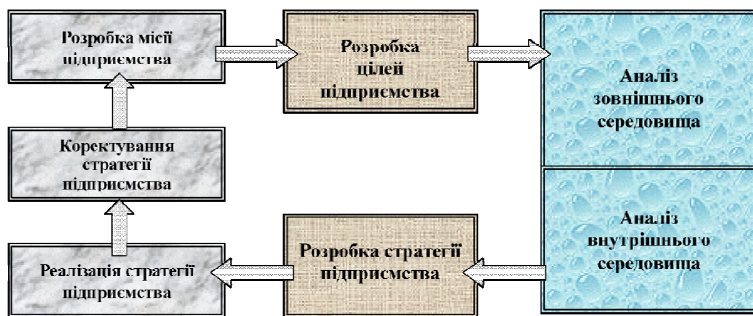 Розробка місії
підприємства
Розробка
цілей
підприємства
Аналіз
зовнішнього
середовища
Коректування
стратегії
підприємства
Аналіз
внутрішнього
середовища
Розробка стратегії
підприємства
Реалізація стратегії
підприємства